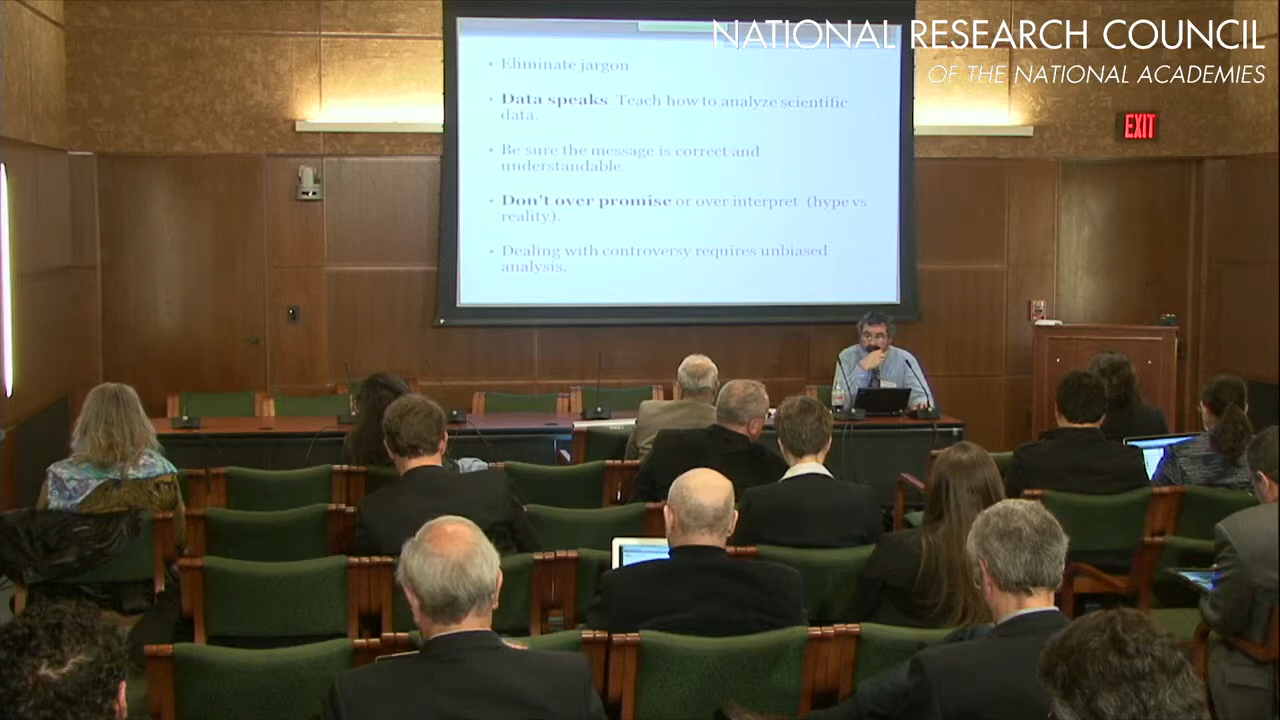 NATIONAL RESEARCH COUNCIL
OF THE NATIONAL ACADEMIES
• Eliminate jargon
• Data speaks. Teach how to analyze scientific
data.
• Be sure the message is correct and
understandable.
• Don't over promise or over interpret (hype vs
reality).
• Dealing with controversy requires unbiased
analysis.
EXIT